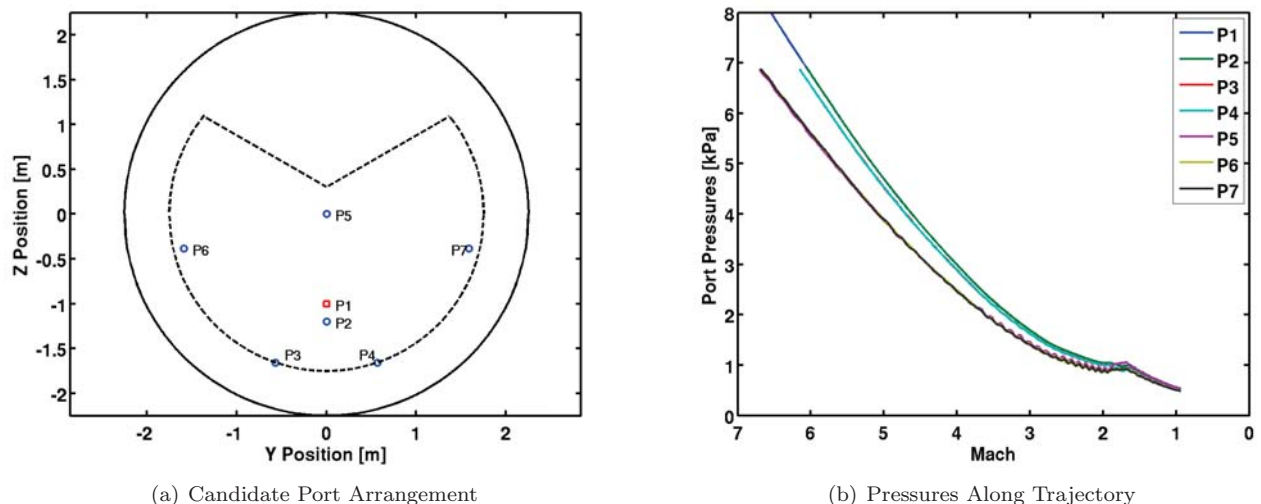 2
1.5
1
0.5
0
-0.5
-1
-1.5
-2
Z Position [m]
P5
P6
P7
P1
P2
P3
P4
-2
-1
0
1
2
Y Position [m]
(a) Candidate Port Arrangement
8
7
6
5
4
3
2
1
0
Port Pressures [kPa]
P1
P2
P3
P4
P5
P6
P7
7
6
5
4
3
2
1
0
Mach
(b) Pressures Along Trajectory